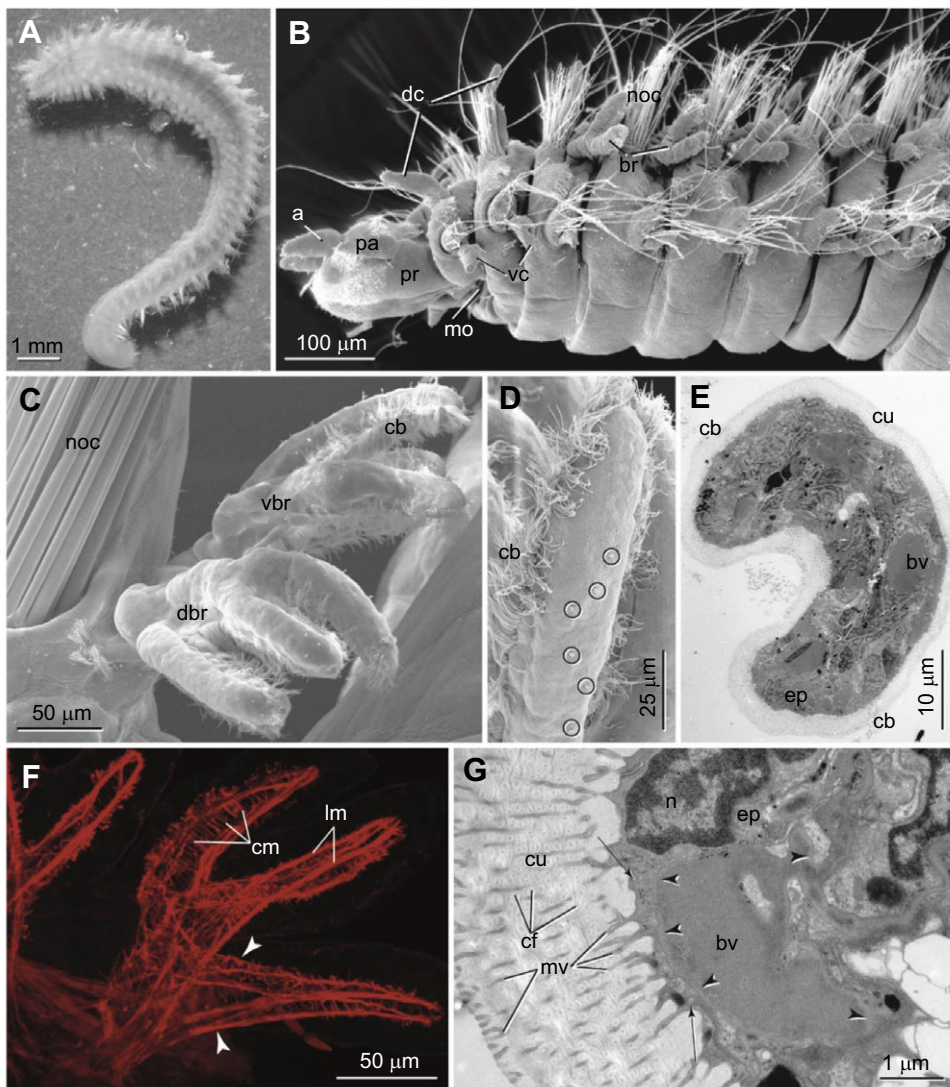 A
1 mm
B
dc
noc
br
a
pa
pr
vc
mo
100 μm
C
noc
cb
vbr
dbr
50 μm
D
cb
25 μm
E
cu
cb
bv
ep
cb
10 μm
F
lm
cm
50 μm
G
n
ep
cu
cf
bv
mv
1 μm